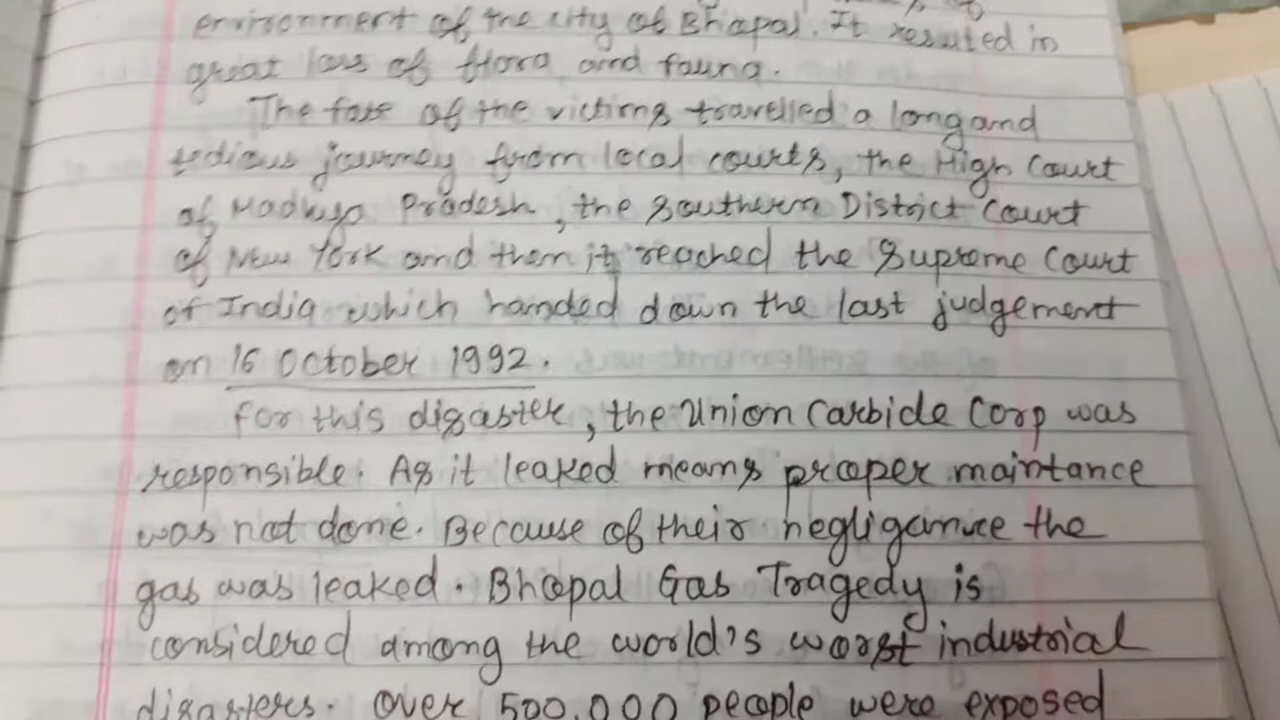 environment of the city of Bhopal. It resulted in
great loss of flora and fauna.
The fate of the victims travelled a long and
tedious journey from local courts, the High Court
of Madhya Pradesh, the Southern District Court
of New York and then it reached the Supreme Court
of India which handed down the last judgement
on 16 October 1992.
for this disaster, the Union Carbide Corp was
responsible. As it leaked means proper maintance
was not done. Because of their negligance the
gas was leaked. Bhopal Gas Tragedy is
considered among the world's worst industrial
disasters. Over 500,000 people were exposed